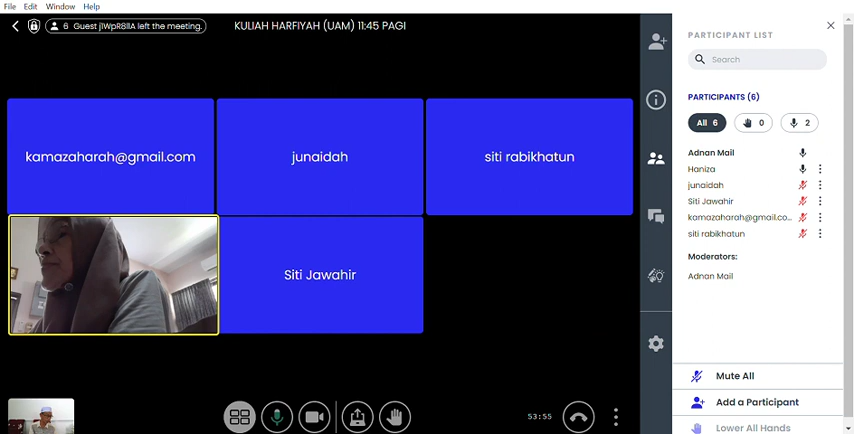 File Edit Window Help
6 Guest j1WpR8llA left the meeting.
KULIAH HARFIYAH (UAM) 11:45 PAGI
kamazaharah@gmail.com
junaidah
siti rabikhatun
Siti Jawahir
53:55
PARTICIPANT LIST
Search
PARTICIPANTS (6)
All 6
0
2
Adnan Mail
Haniza
junaidah
Siti Jawahir
kamazaharah@gmail.co...
siti rabikhatun
Moderators:
Adnan Mail
Mute All
Add a Participant
Lower All Hands